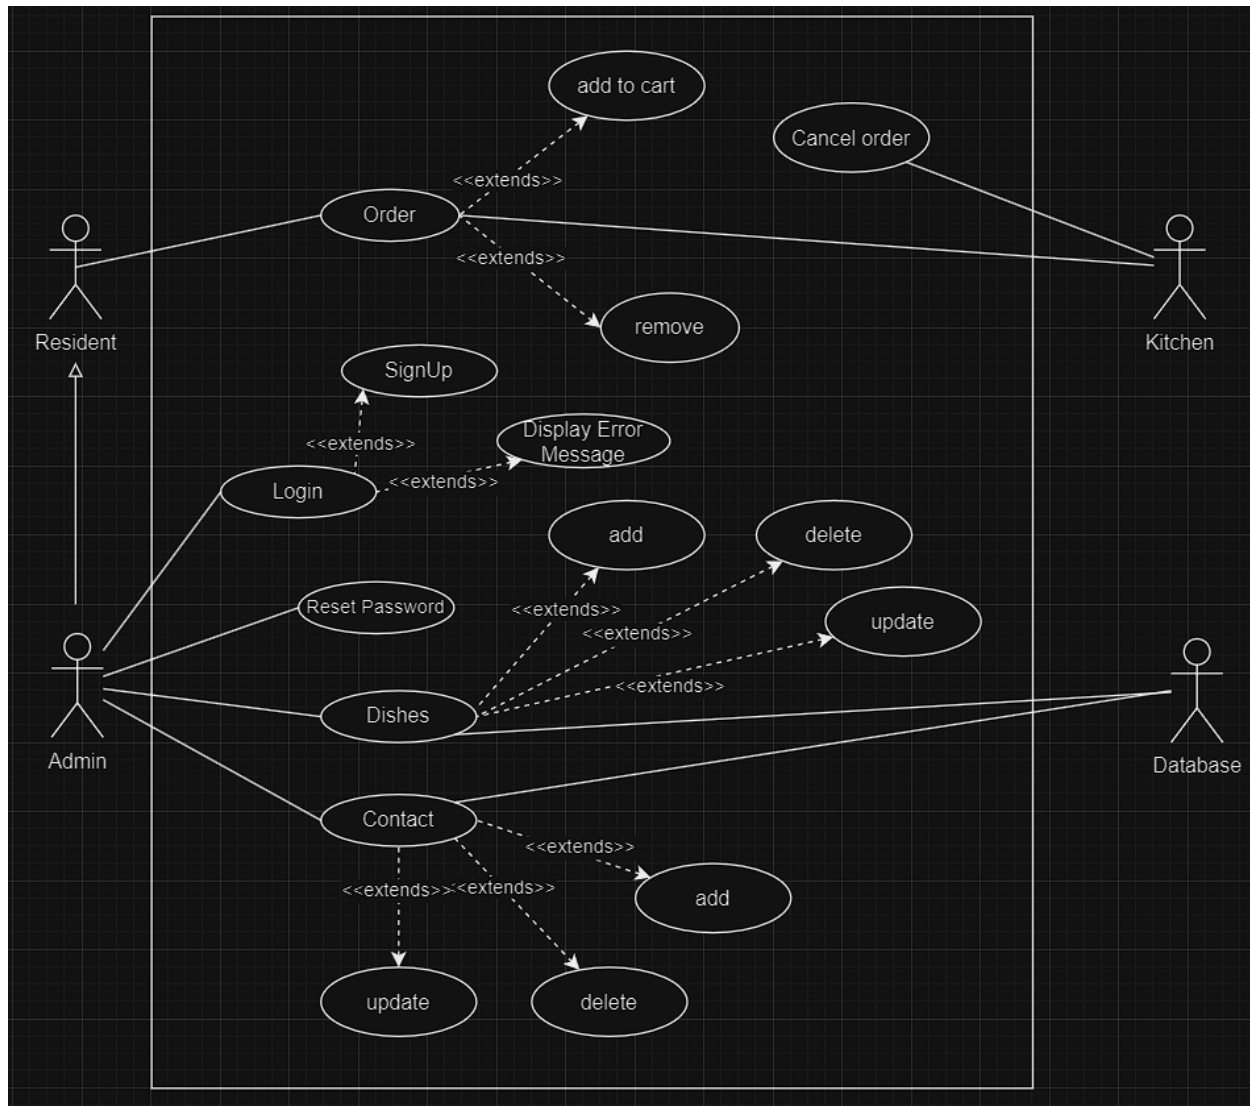 add to cart
Cancel order
<<extends>>
Order
<<extends>>
remove
Resident
Kitchen
SignUp
<<extends>>
Display Error
Message
<<extends>>
Login
add
delete
<<extends>>
Reset Password
<<extends>>
update
<<extends>>
Dishes
Admin
Database
Contact
<<extends>>
<<extends>>
<<extends>>
add
update
delete